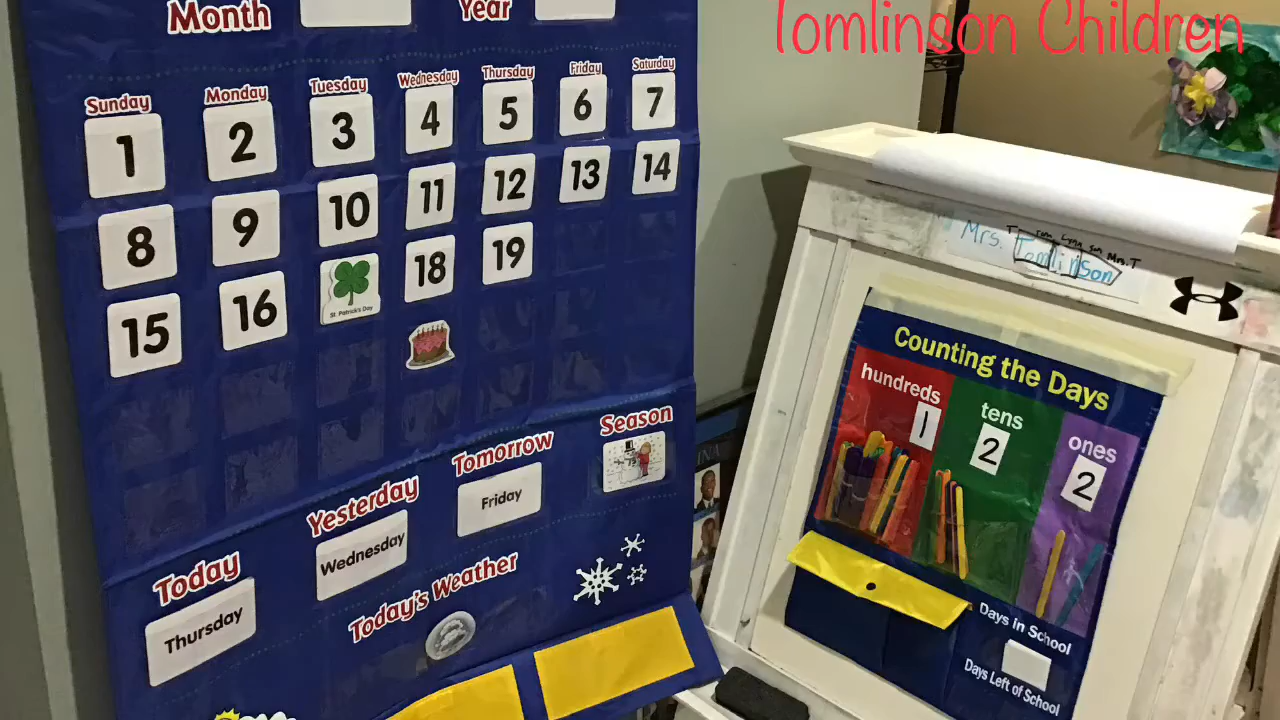 Month Year
Sunday Monday Tuesday Wednesday Thursday Friday Saturday
1 2 3 4 5 6 7
8 9 10 11 12 13 14
15 16 St. Patrick's Day 18 19
Today Yesterday Tomorrow Season
Thursday Wednesday Friday
Today's Weather
Tomlinson Children
Mrs. Tomlinson
Mrs. T
Counting the Days
hundreds tens ones
1 2 2
Days in School
Days Left of School